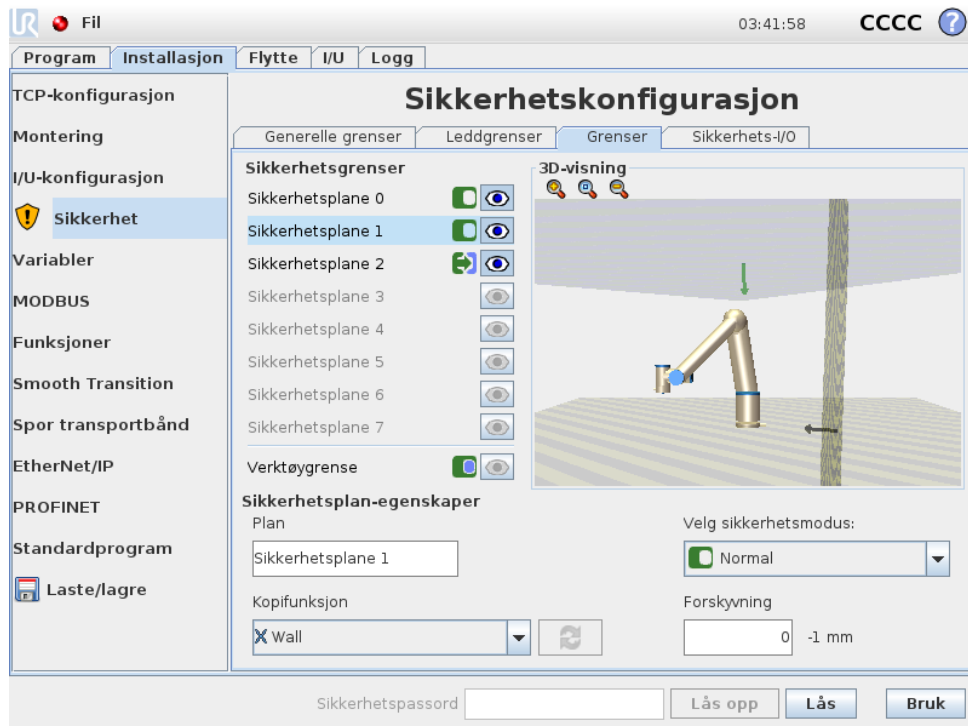 UR Fil 03:41:58 CCCC ?
Program Installasjon Flytte I/U Logg
TCP-konfigurasjon
Montering
I/U-konfigurasjon
Sikkerhet
Variabler
MODBUS
Funksjoner
Smooth Transition
Spor transportbånd
EtherNet/IP
PROFINET
Standardprogram
Laste/lagre
Sikkerhetskonfigurasjon
Generelle grenser Leddgrenser Grenser Sikkerhets-I/O
Sikkerhetsgrenser
Sikkerhetsplane 0
Sikkerhetsplane 1
Sikkerhetsplane 2
Sikkerhetsplane 3
Sikkerhetsplane 4
Sikkerhetsplane 5
Sikkerhetsplane 6
Sikkerhetsplane 7
Verktøygrense
3D-visning
Sikkerhetsplan-egenskaper
Plan
Sikkerhetsplane 1
Velg sikkerhetsmodus:
Normal
Kopifunksjon
Wall
Forskyvning
0 -1 mm
Sikkerhetspassord Lås opp Lås Bruk